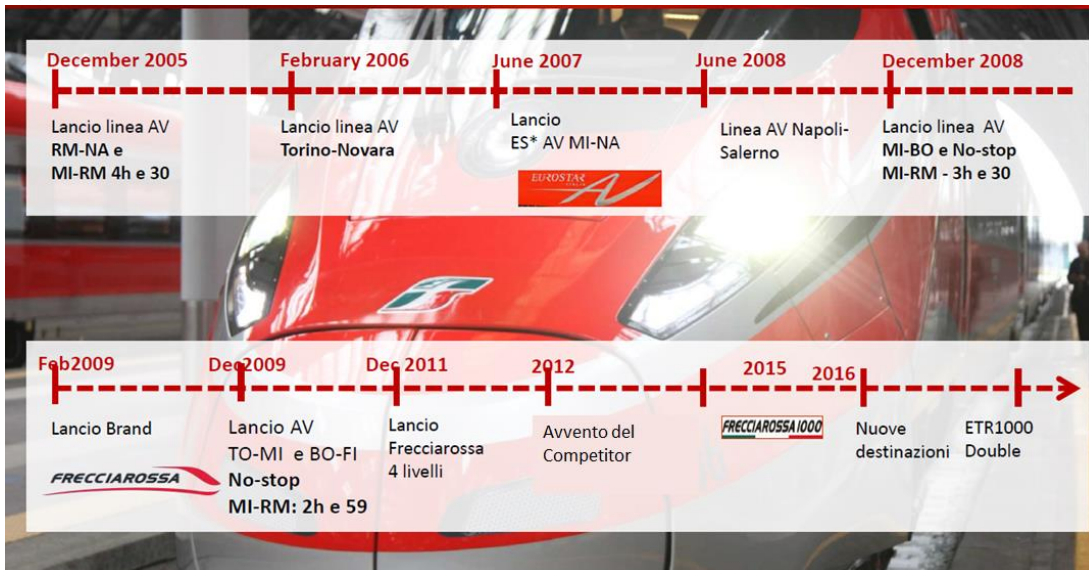 December 2005
February 2006
June 2007
June 2008
December 2008
Lancio linea AV
RM-NA e
MI-RM 4h e 30
Lancio linea AV
Torino-Novara
Lancio
ES* AV MI-NA
EUROSTAR
ITALIA
AV
Linea AV Napoli-
Salerno
Lancio linea AV
MI-BO e No-stop
MI-RM - 3h e 30
Feb2009
Dec2009
Dec 2011
2012
2015
2016
Lancio Brand
FRECCIAROSSA
Lancio AV
TO-MI e BO-FI
No-stop
MI-RM: 2h e 59
Lancio
Frecciarossa
4 livelli
Avvento del
Competitor
FRECCIAROSSA 1000
Nuove
destinazioni
ETR1000
Double